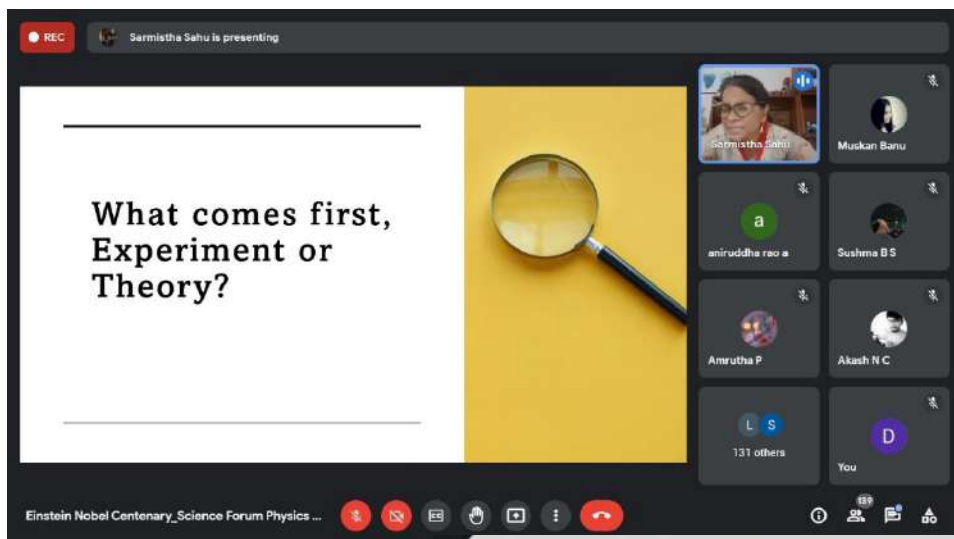 REC
Sarmistha Sahu is presenting
What comes first,
Experiment or
Theory?
Sarmistha Sahu
Muskan Banu
a
aniruddha rao a
Sushma B S
Amrutha P
Akash N C
L S
131 others
D
You
Einstein Nobel Centenary_Science Forum Physics ...
CC
139